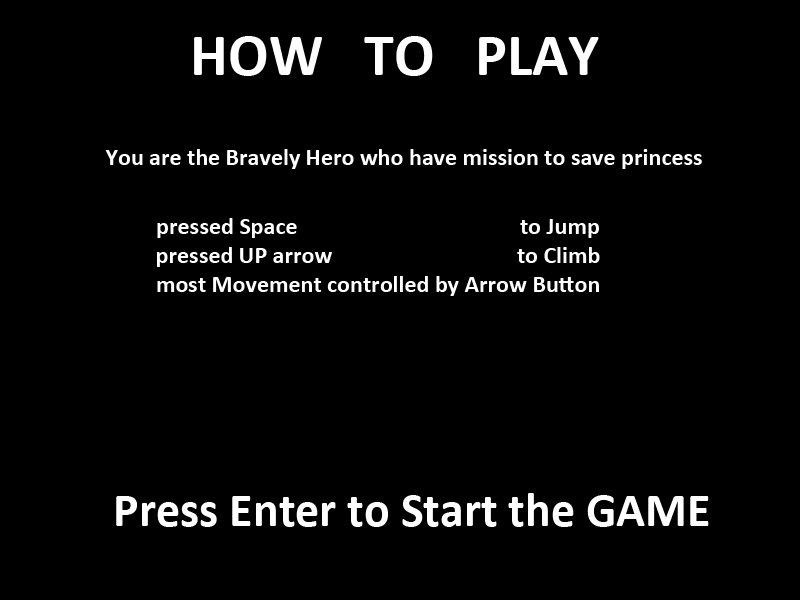 HOW TO PLAY
You are the Bravely Hero who have mission to save princess
pressed Space to Jump
pressed UP arrow to Climb
most Movement controlled by Arrow Button
Press Enter to Start the GAME